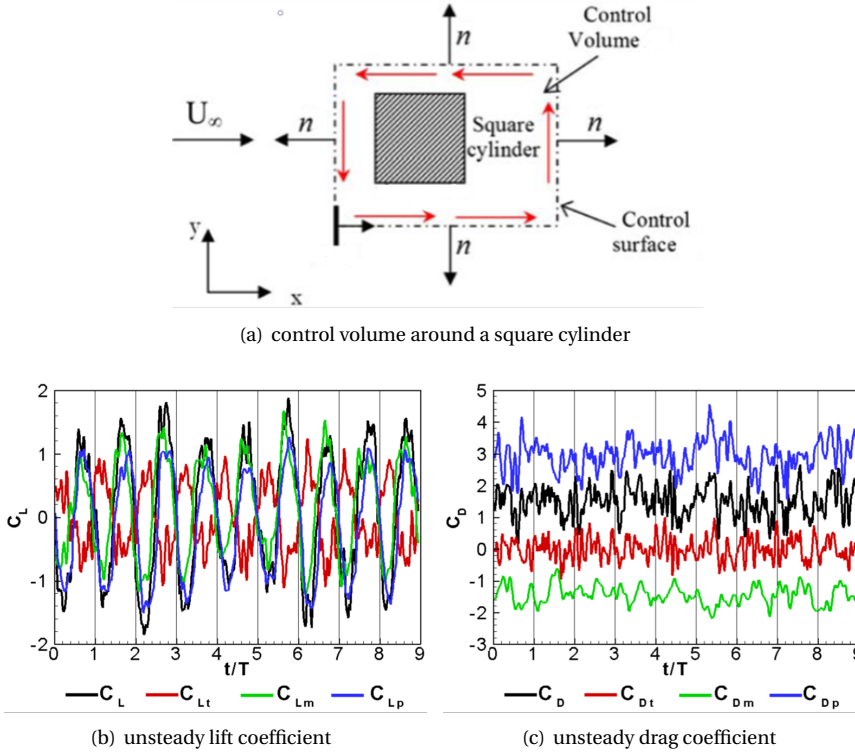 Control
Volume
n
U∞
n
Square
cylinder
n
y
Control
surface
n
x
(a) control volume around a square cylinder
2
1
0
-1
-2
C_L
0 1 2 3 4 5 6 7 8 9
t/T
C_L C_Lt C_Lm C_Lp
(b) unsteady lift coefficient
5
4
3
2
1
0
-1
-2
-3
C_D
0 1 2 3 4 5 6 7 8 9
t/T
C_D C_Dt C_Dm C_Dp
(c) unsteady drag coefficient